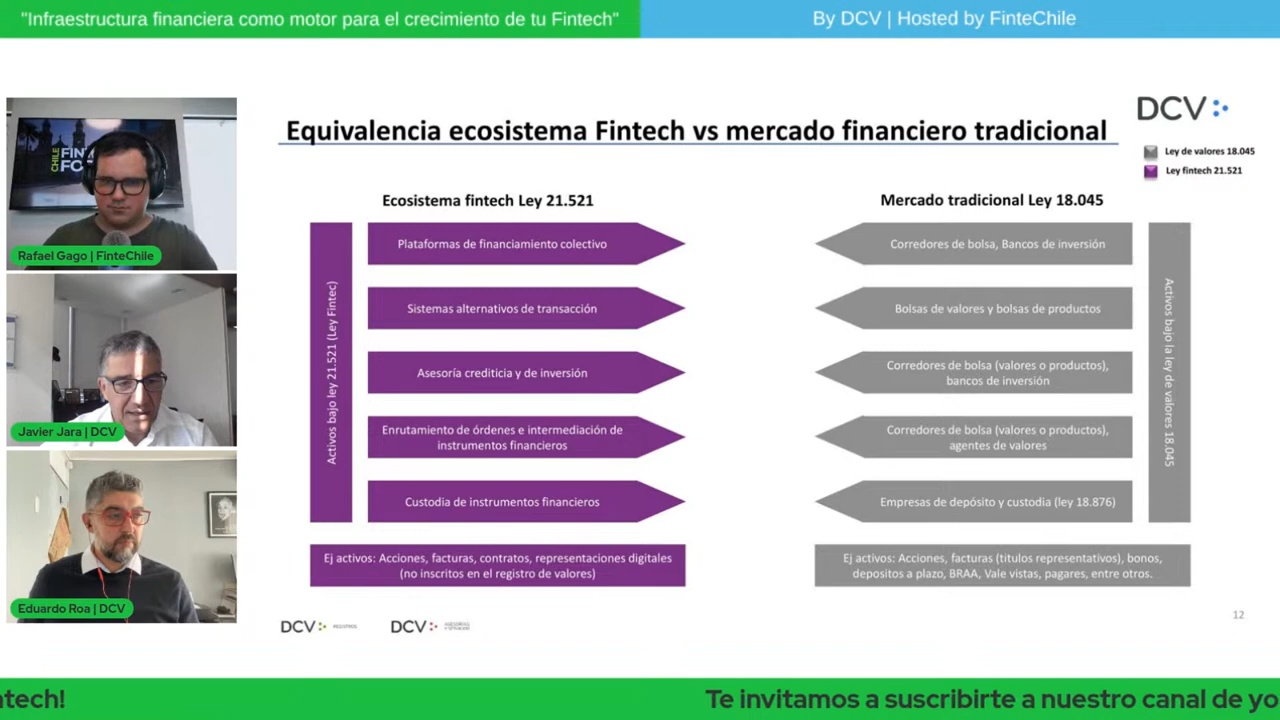 "Infraestructura financiera como motor para el crecimiento de tu Fintech"
By DCV | Hosted by FinteChile
DCV
Equivalencia ecosistema Fintech vs mercado financiero tradicional
Ley de valores 18.045
Ley fintech 21.521
Ecosistema fintech Ley 21.521
Mercado tradicional Ley 18.045
Activos bajo ley 21.521 (Ley Fintec)
Plataformas de financiamiento colectivo
Corredores de bolsa, Bancos de inversión
Sistemas alternativos de transacción
Bolsas de valores y bolsas de productos
Asesoría crediticia y de inversión
Corredores de bolsa (valores o productos),
bancos de inversión
Enrutamiento de órdenes e intermediación de
instrumentos financieros
Corredores de bolsa (valores o productos),
agentes de valores
Custodia de instrumentos financieros
Empresas de depósito y custodia (ley 18.876)
Activos bajo la ley de valores 18.045
Ej activos: Acciones, facturas, contratos, representaciones digitales
(no inscritos en el registro de valores)
Ej activos: Acciones, facturas (titulos representativos), bonos,
depositos a plazo, BRAA, Vale vistas, pagares, entre otros.
DCV REGISTROS
DCV
12
CHILE
FIN
FO
Rafael Gago | FinteChile
Javier Jara | DCV
Eduardo Roa | DCV
ntech!
Te invitamos a suscribirte a nuestro canal de yo